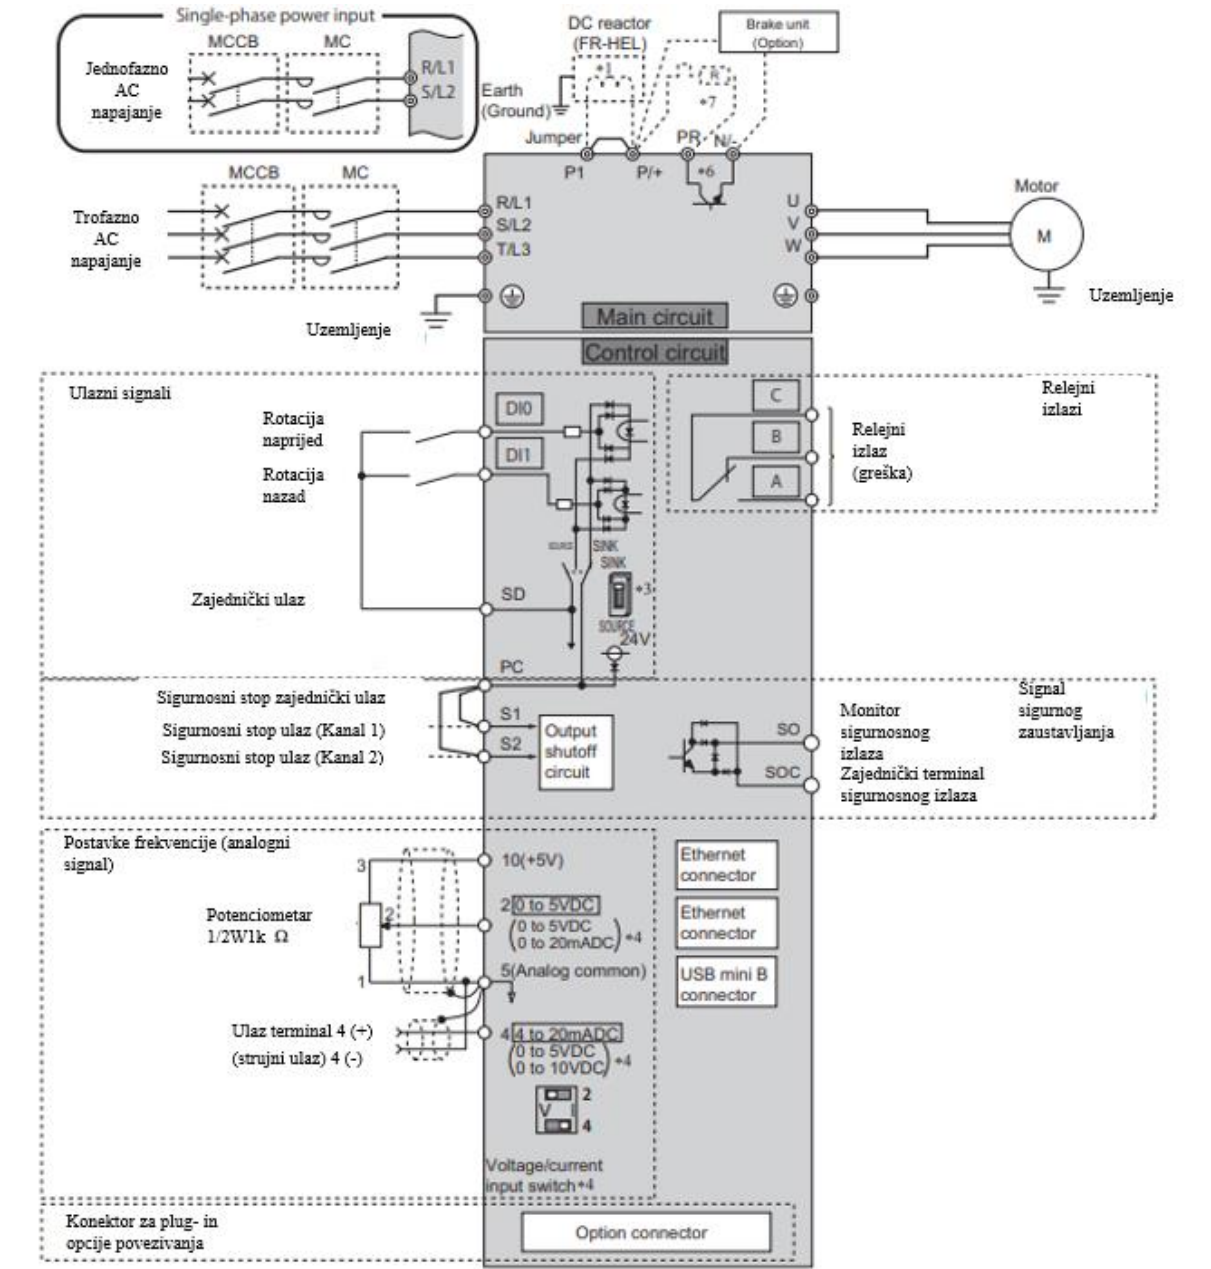 Single-phase power input
MCCB
MC
Jednofazno
AC
napajanje
R/L1
S/L2
DC reactor
(FR-HEL)
Brake unit
(Option)
*1
R
*7
Earth
(Ground)
Jumper
P1
P/+
PR
N/-
*6
MCCB
MC
Trofazno
AC
napajanje
R/L1
S/L2
T/L3
U
V
W
Motor
M
Uzemljenje
Uzemljenje
Main circuit
Control circuit
Ulazni signali
Rotacija
naprijed
Rotacija
nazad
Zajednički ulaz
DI0
DI1
SOURCE
SINK
SINK
*3
SOURCE
24V
SD
PC
C
B
A
Relejni
izlaz
(greška)
Relejni
izlazi
Sigurnosni stop zajednički ulaz
Sigurnosni stop ulaz (Kanal 1)
Sigurnosni stop ulaz (Kanal 2)
S1
S2
Output
shutoff
circuit
SO
SOC
Monitor
sigurnosnog
izlaza
Zajednički terminal
sigurnosnog izlaza
Signal
sigurnog
zaustavljanja
Postavke frekvencije (analogni
signal)
3
2
1
Potenciometar
1/2W1k Ω
10(+5V)
2 0 to 5VDC
(0 to 5VDC
0 to 20mADC) *4
5(Analog common)
Ulaz terminal 4 (+)
(strujni ulaz) 4 (-)
4 4 to 20mADC
(0 to 5VDC
0 to 10VDC) *4
2
V I
4
Voltage/current
input switch*4
Ethernet
connector
Ethernet
connector
USB mini B
connector
Konektor za plug- in
opcije povezivanja
Option connector